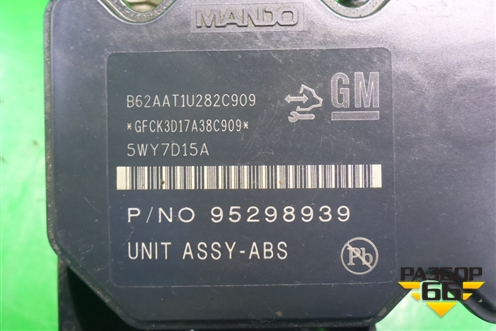 MANDO
B62AAT1U282C909
*GFCK3D17A38C909*
5WY7D15A
GM
P/NO 95298939
UNIT ASSY-ABS
Pb
РАЗБОР
66